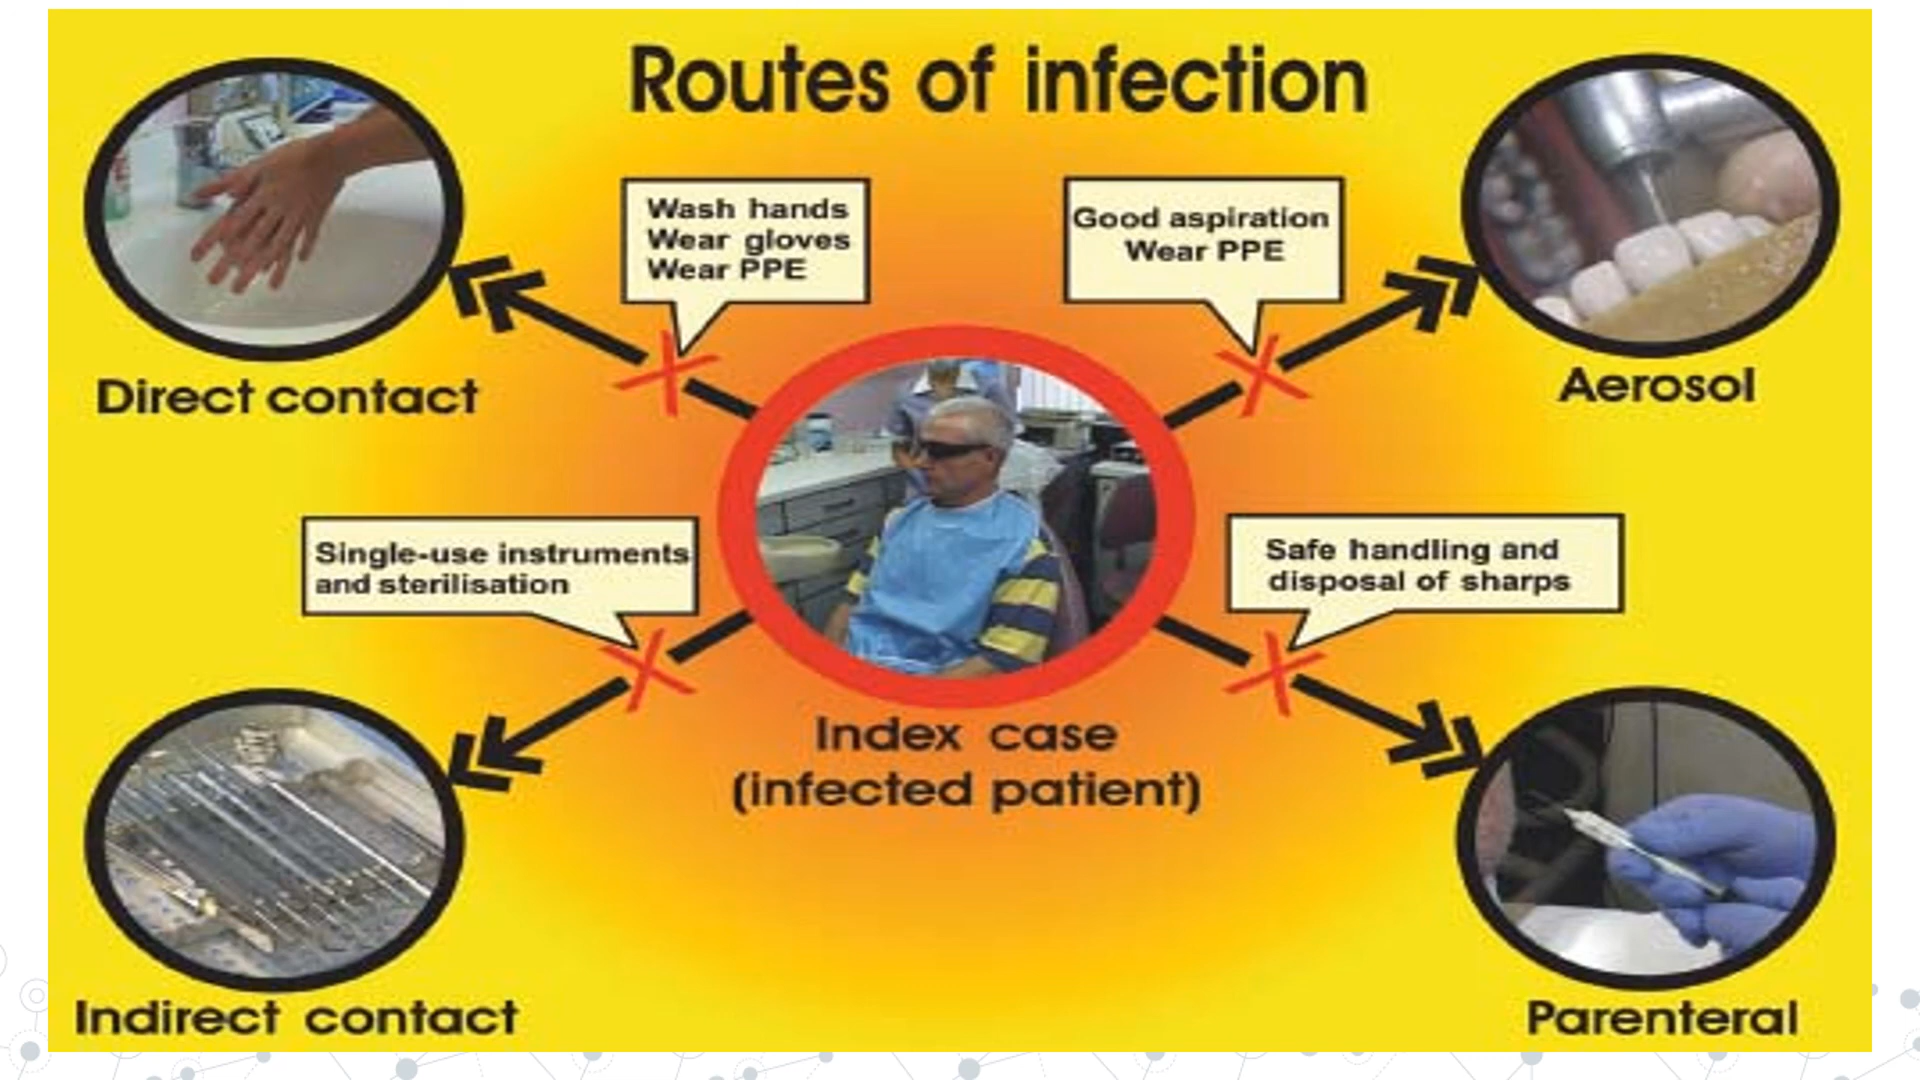 Routes of infection
Wash hands
Wear gloves
Wear PPE
Good aspiration
Wear PPE
Direct contact
Aerosol
Single-use instruments
and sterilisation
Safe handling and
disposal of sharps
Index case
(infected patient)
Indirect contact
Parenteral